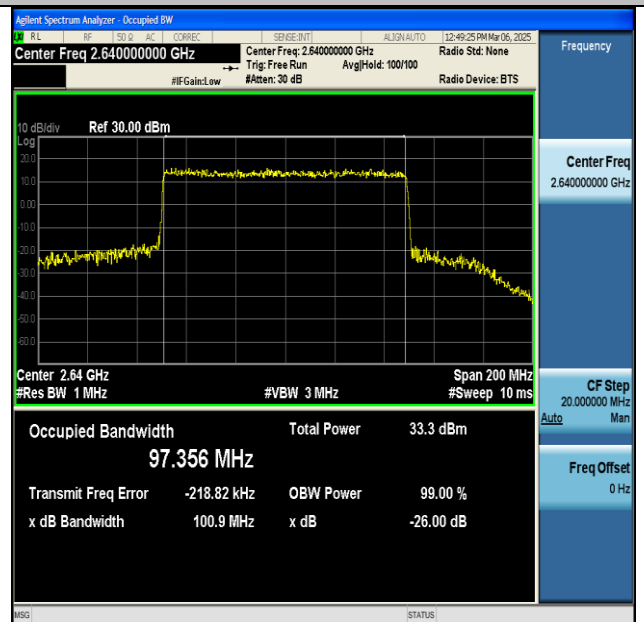 Agilent Spectrum Analyzer - Occupied BW
LXI RL RF 50 Ω AC CORREC SENSE:INT ALIGN AUTO 12:49:25 PM Mar 06, 2025
Center Freq 2.640000000 GHz
Center Freq: 2.640000000 GHz
Radio Std: None
Trig: Free Run Avg|Hold: 100/100
#IFGain:Low
#Atten: 30 dB
Radio Device: BTS
Frequency
10 dB/div Ref 30.00 dBm
Log
20.0
10.0
0.00
-10.0
-20.0
-30.0
-40.0
-50.0
-60.0
Center 2.64 GHz
Span 200 MHz
#Res BW 1 MHz
#VBW 3 MHz
#Sweep 10 ms
Center Freq
2.640000000 GHz
CF Step
20.000000 MHz
Auto Man
Freq Offset
0 Hz
Occupied Bandwidth
97.356 MHz
Total Power 33.3 dBm
Transmit Freq Error -218.82 kHz
OBW Power 99.00 %
x dB Bandwidth 100.9 MHz
x dB -26.00 dB
MSG
STATUS